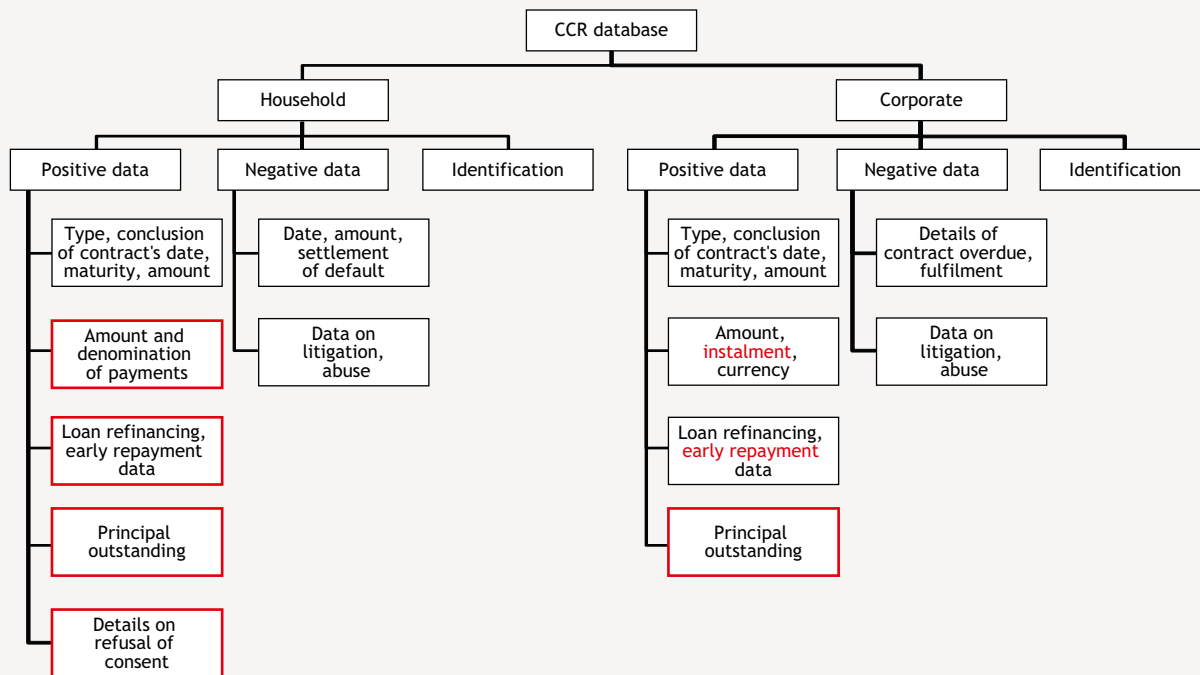 CCR database
Household
Corporate
Positive data
Negative data
Identification
Positive data
Negative data
Identification
Type, conclusion
of contract's date,
maturity, amount
Date, amount,
settlement
of default
Type, conclusion
of contract's date,
maturity, amount
Details of
contract overdue,
fulfilment
Amount and
denomination
of payments
Data on
litigation,
abuse
Amount,
instalment,
currency
Data on
litigation,
abuse
Loan refinancing,
early repayment
data
Loan refinancing,
early repayment
data
Principal
outstanding
Principal
outstanding
Details on
refusal of
consent